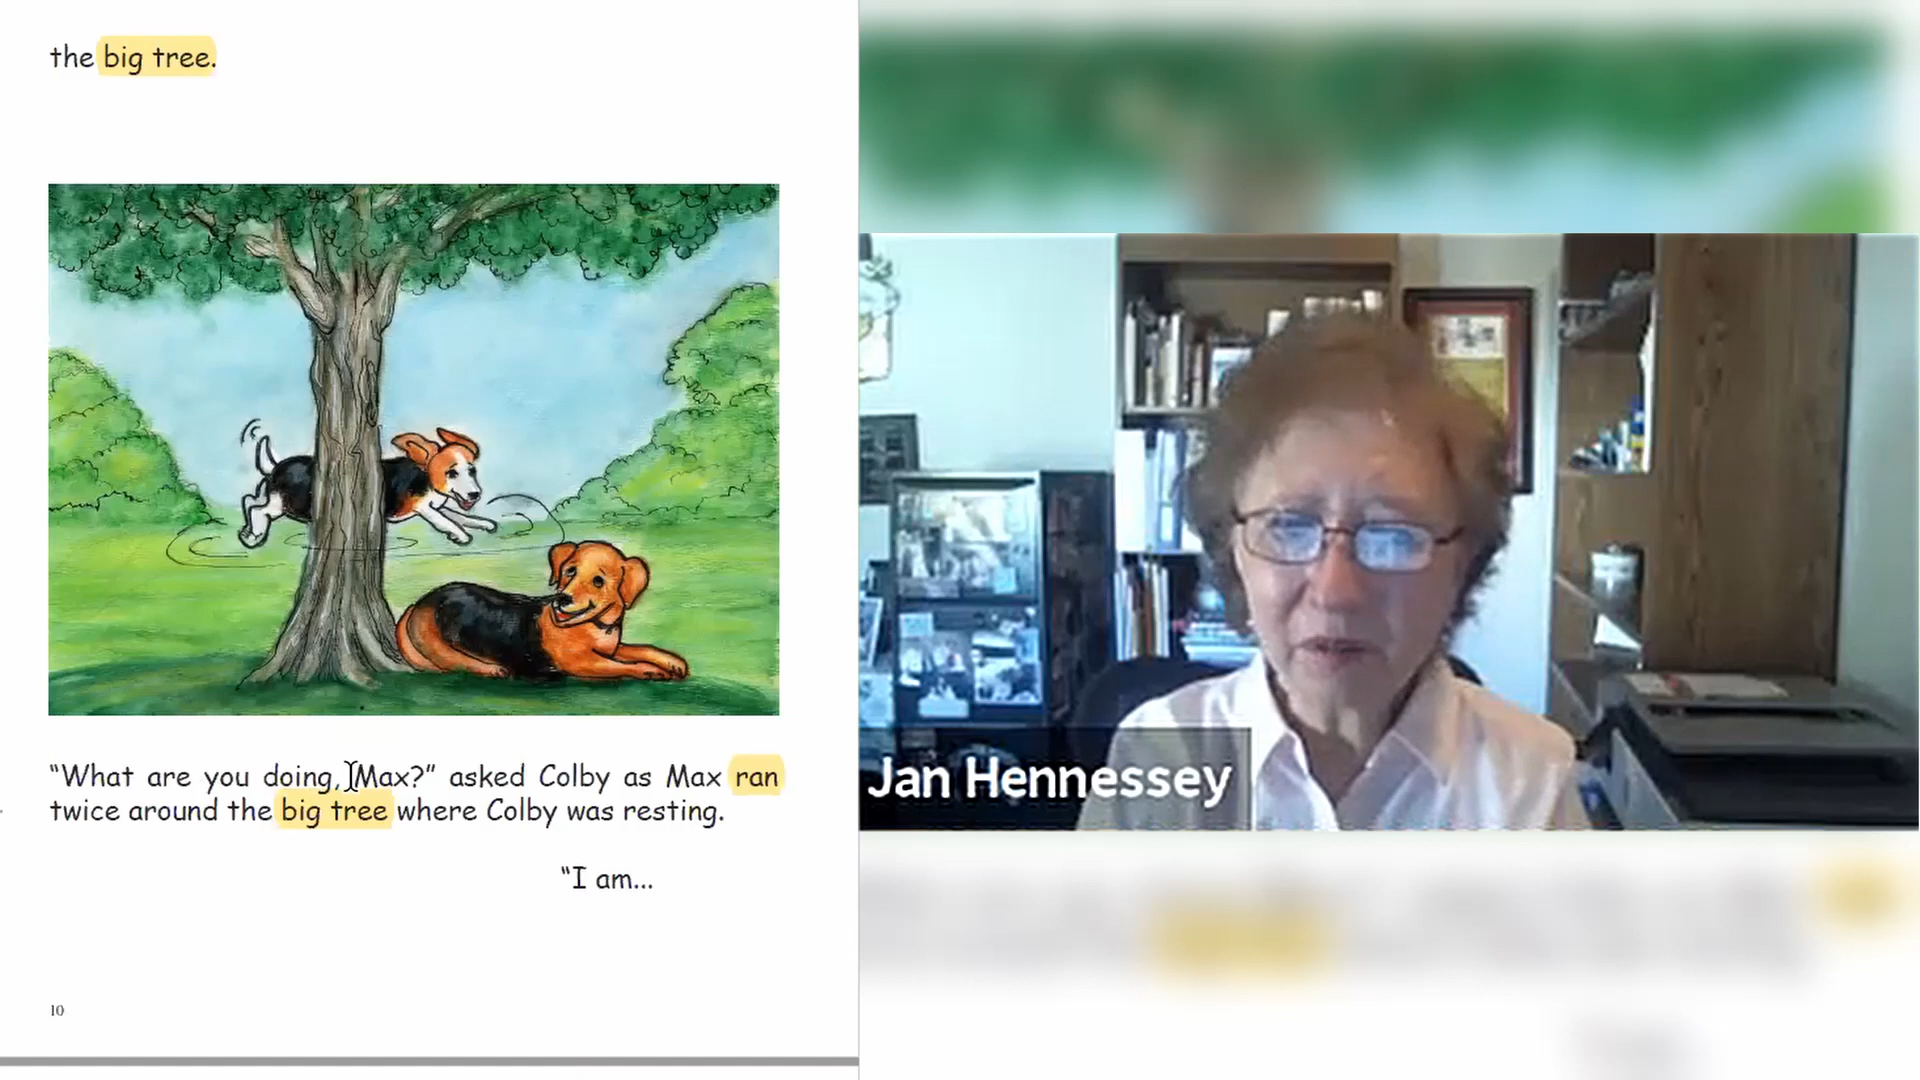 the big tree.
“What are you doing, Max?” asked Colby as Max ran
twice around the big tree where Colby was resting.
“I am...
10
Jan Hennessey